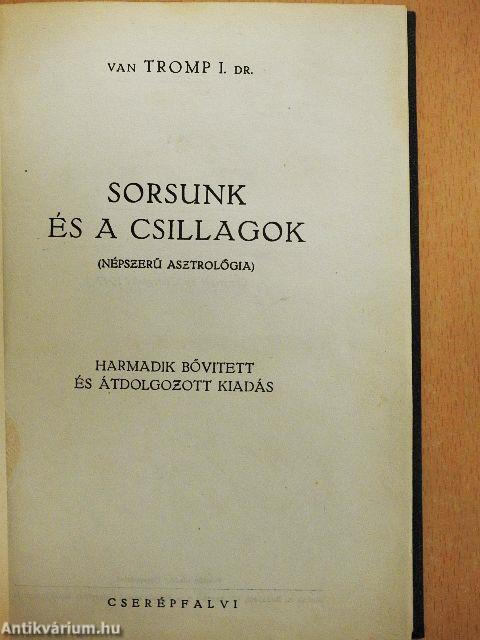 VAN TROMP I. DR.
SORSUNK
ÉS A CSILLAGOK
(NÉPSZERŰ ASZTROLÓGIA)
HARMADIK BŐVITETT
ÉS ÁTDOLGOZOTT KIADÁS
CSERÉPFALVI
Antikvárium.hu